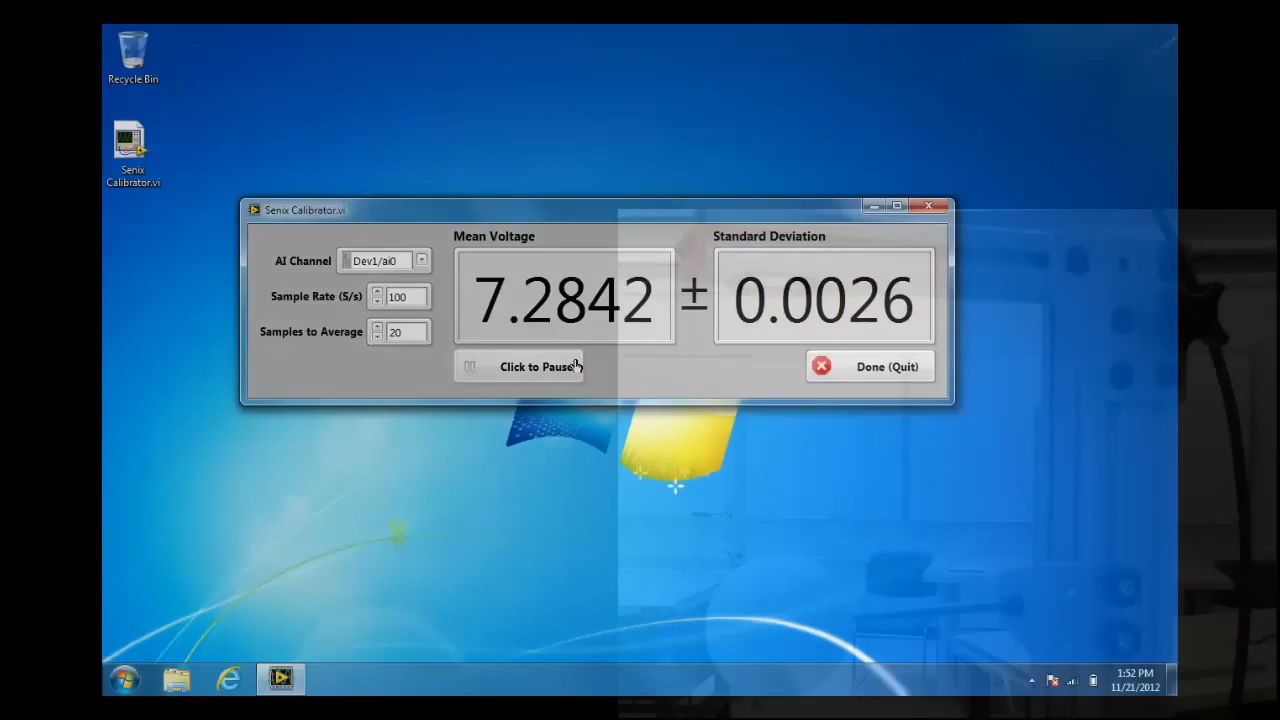 Recycle Bin
Senix
Calibrator.vi
Senix Calibrator.vi
Mean Voltage
Standard Deviation
AI Channel Dev1/ai0
7.2842 ± 0.0026
Sample Rate (S/s) 100
Samples to Average 20
Click to Pause
Done (Quit)
1:52 PM
11/21/2012